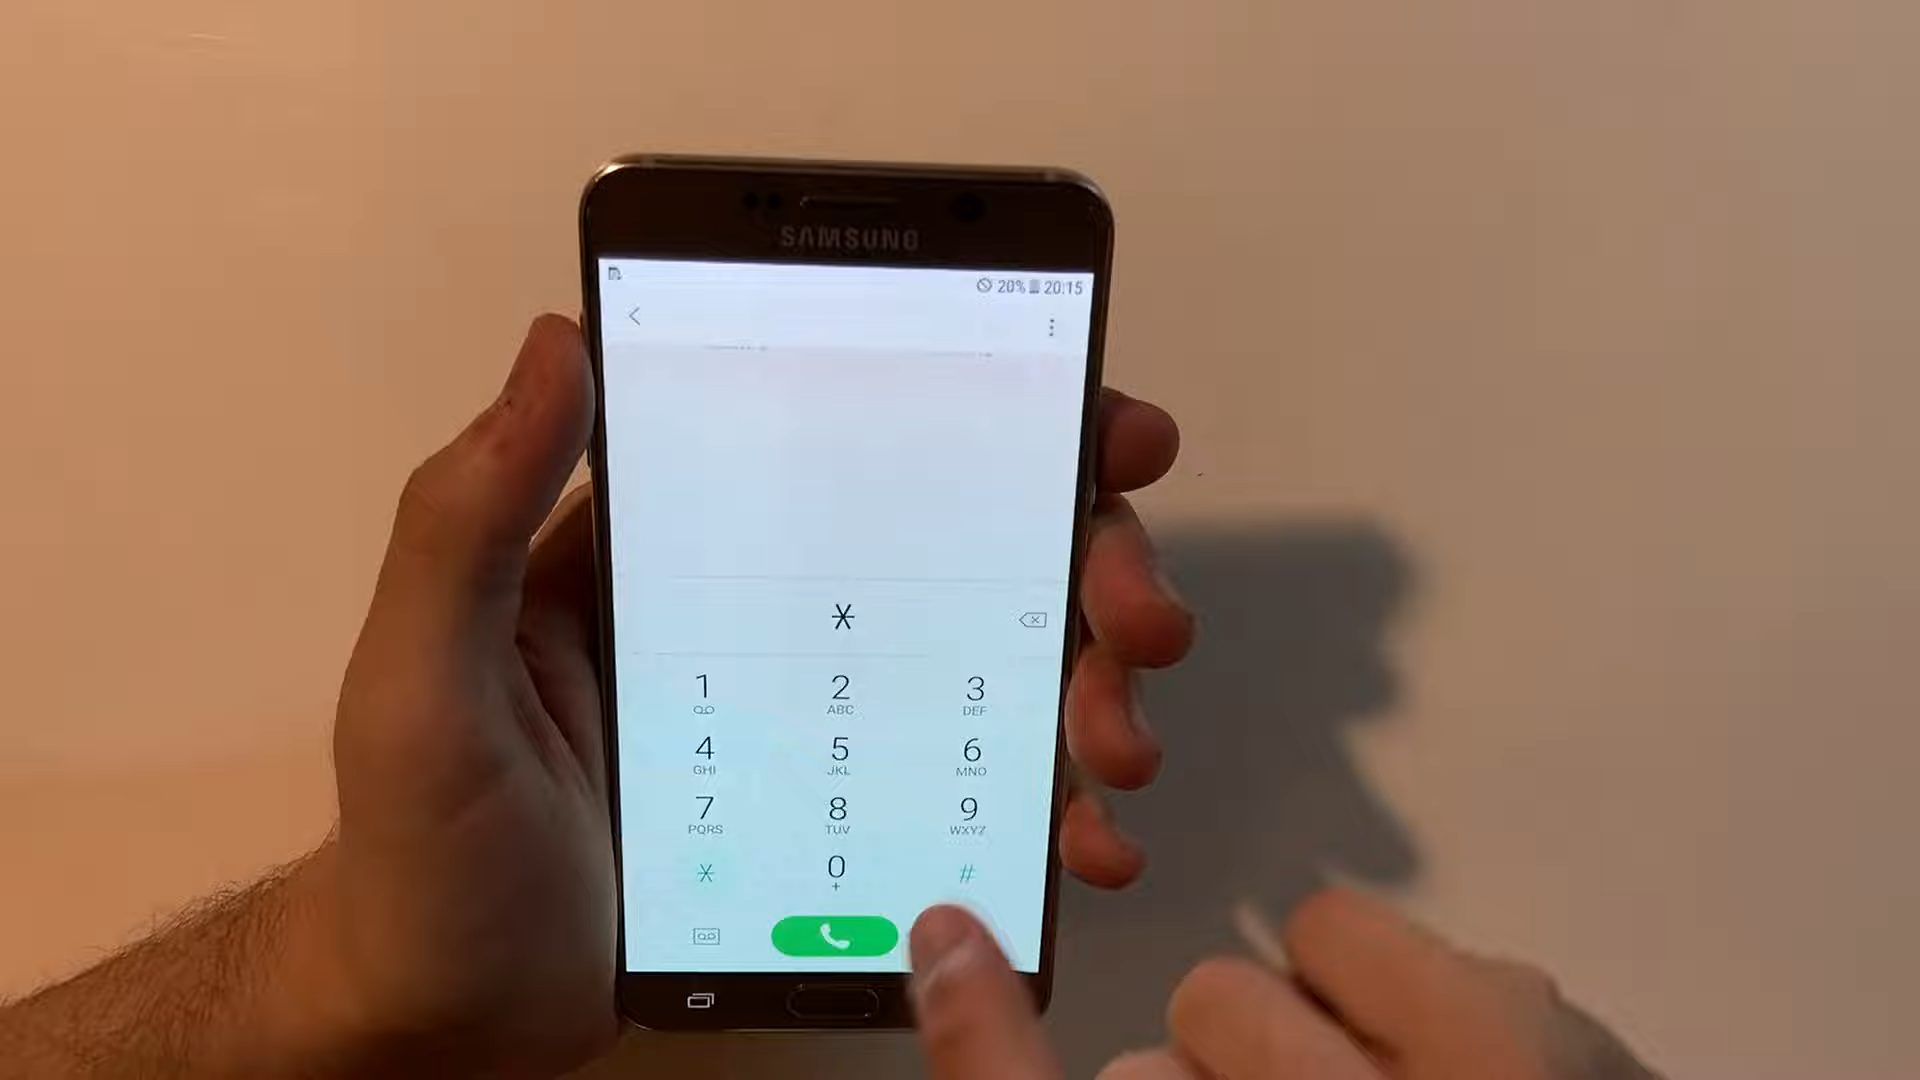 SAMSUNG
20% 20:15
*
1 2 3
ABC DEF
4 5 6
GHI JKL MNO
7 8 9
PQRS TUV WXYZ
* 0 #
+